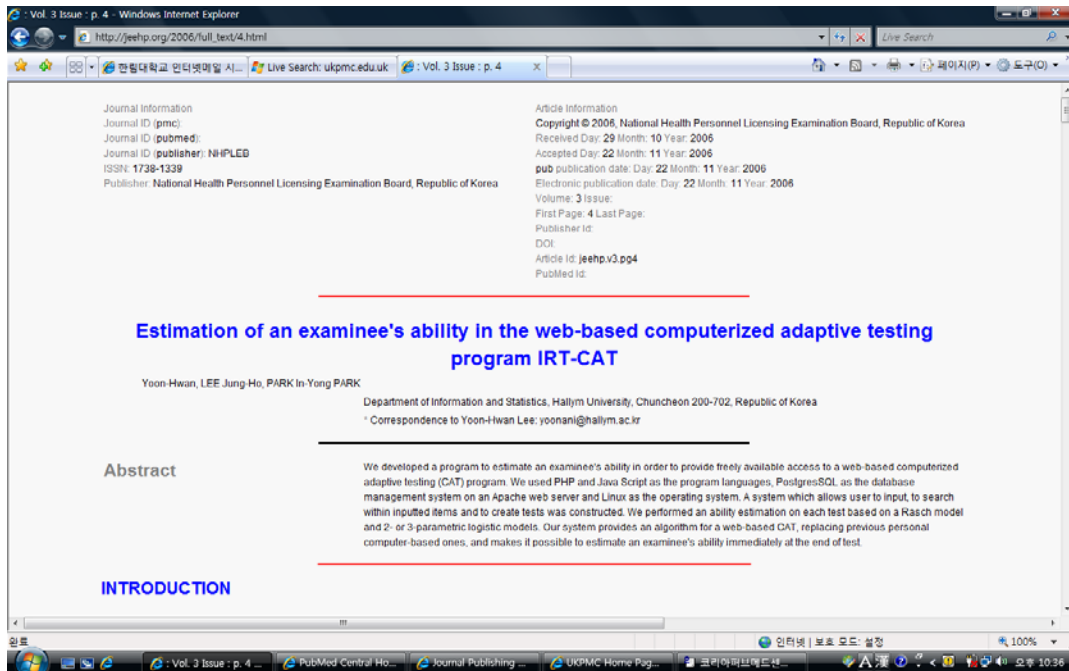 : Vol. 3 Issue : p. 4 - Windows Internet Explorer
http://jeehp.org/2006/full_text/4.html
Live Search
한림대학교 인터넷메일 시...
Live Search: ukpmc.edu.uk
: Vol. 3 Issue : p. 4
페이지(P)
도구(O)
Journal Information
Journal ID (pmc):
Journal ID (pubmed):
Journal ID (publisher): NHPLEB
ISSN: 1738-1339
Publisher: National Health Personnel Licensing Examination Board, Republic of Korea
Article Information
Copyright © 2006, National Health Personnel Licensing Examination Board, Republic of Korea
Received Day: 29 Month: 10 Year: 2006
Accepted Day: 22 Month: 11 Year: 2006
pub publication date: Day: 22 Month: 11 Year: 2006
Electronic publication date: Day: 22 Month: 11 Year: 2006
Volume: 3 Issue:
First Page: 4 Last Page:
Publisher Id:
DOI:
Article Id: jeehp.v3.pg4
PubMed Id:
Estimation of an examinee's ability in the web-based computerized adaptive testing
program IRT-CAT
Yoon-Hwan, LEE Jung-Ho, PARK In-Yong PARK
Department of Information and Statistics, Hallym University, Chuncheon 200-702, Republic of Korea
* Correspondence to Yoon-Hwan Lee: yoonani@hallym.ac.kr
Abstract
We developed a program to estimate an examinee's ability in order to provide freely available access to a web-based computerized
adaptive testing (CAT) program. We used PHP and Java Script as the program languages, PostgresSQL as the database
management system on an Apache web server and Linux as the operating system. A system which allows user to input, to search
within inputted items and to create tests was constructed. We performed an ability estimation on each test based on a Rasch model
and 2- or 3-parametric logistic models. Our system provides an algorithm for a web-based CAT, replacing previous personal
computer-based ones, and makes it possible to estimate an examinee's ability immediately at the end of test.
INTRODUCTION
완료
인터넷 | 보호 모드: 설정
100%
: Vol. 3 Issue : p. 4 ...
PubMed Central Ho...
Journal Publishing ...
UKPMC Home Pag...
코리아퍼브메드센...
A 漢
오후 10:36